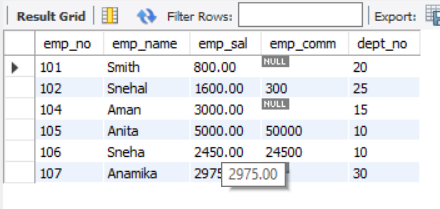 Result Grid Filter Rows: Export:
emp_no emp_name emp_sal emp_comm dept_no
101 Smith 800.00 NULL 20
102 Snehal 1600.00 300 25
104 Aman 3000.00 NULL 15
105 Anita 5000.00 50000 10
106 Sneha 2450.00 24500 10
107 Anamika 2975 2975.00 30